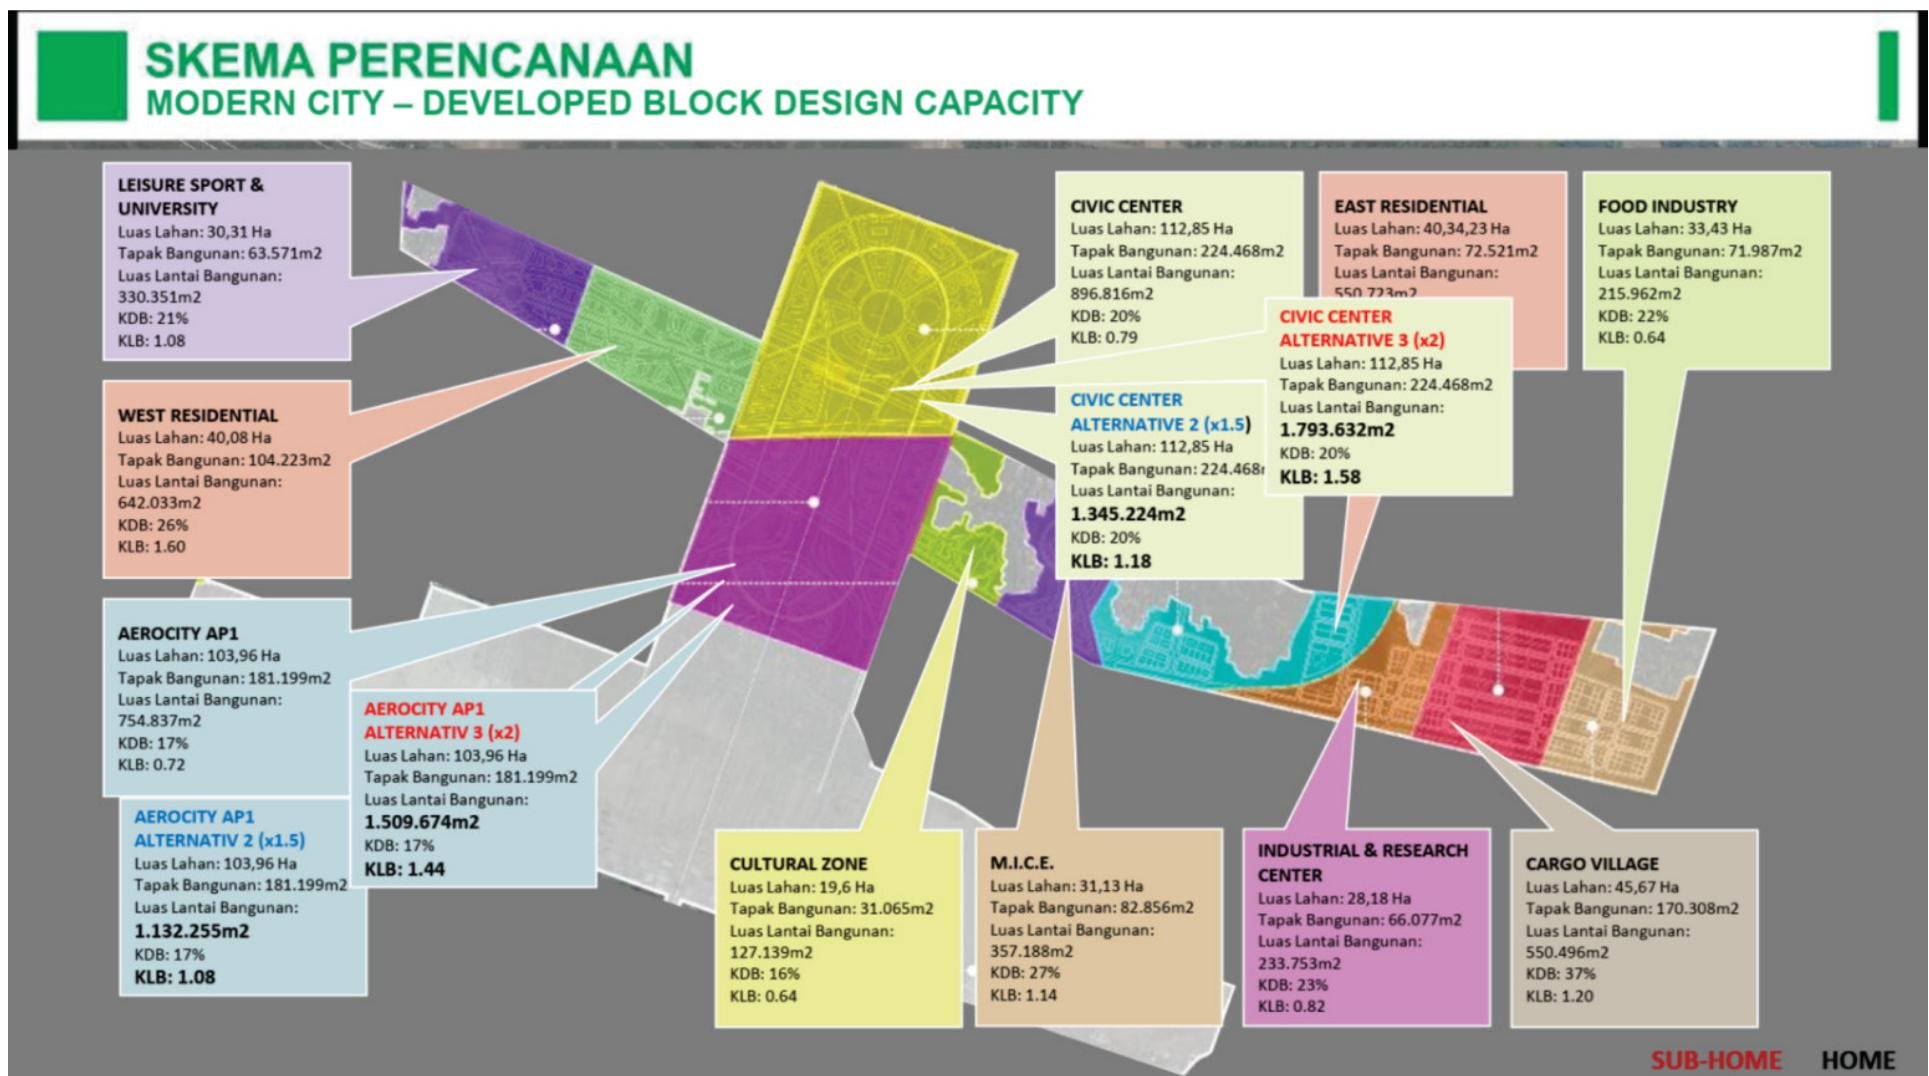 SKEMA PERENCANAAN
MODERN CITY – DEVELOPED BLOCK DESIGN CAPACITY
LEISURE SPORT &
UNIVERSITY
Luas Lahan: 30,31 Ha
Tapak Bangunan: 63.571m2
Luas Lantai Bangunan:
330.351m2
KDB: 21%
KLB: 1.08
WEST RESIDENTIAL
Luas Lahan: 40,08 Ha
Tapak Bangunan: 104.223m2
Luas Lantai Bangunan:
642.033m2
KDB: 26%
KLB: 1.60
AEROCITY AP1
Luas Lahan: 103,96 Ha
Tapak Bangunan: 181.199m2
Luas Lantai Bangunan:
754.837m2
KDB: 17%
KLB: 0.72
AEROCITY AP1
ALTERNATIV 2 (x1.5)
Luas Lahan: 103,96 Ha
Tapak Bangunan: 181.199m2
Luas Lantai Bangunan:
1.132.255m2
KDB: 17%
KLB: 1.08
AEROCITY AP1
ALTERNATIV 3 (x2)
Luas Lahan: 103,96 Ha
Tapak Bangunan: 181.199m2
Luas Lantai Bangunan:
1.509.674m2
KDB: 17%
KLB: 1.44
CIVIC CENTER
Luas Lahan: 112,85 Ha
Tapak Bangunan: 224.468m2
Luas Lantai Bangunan:
896.816m2
KDB: 20%
KLB: 0.79
CIVIC CENTER
ALTERNATIVE 2 (x1.5)
Luas Lahan: 112,85 Ha
Tapak Bangunan: 224.468
Luas Lantai Bangunan:
1.345.224m2
KDB: 20%
KLB: 1.18
EAST RESIDENTIAL
Luas Lahan: 40,34,23 Ha
Tapak Bangunan: 72.521m2
Luas Lantai Bangunan:
550.723m2
CIVIC CENTER
ALTERNATIVE 3 (x2)
Luas Lahan: 112,85 Ha
Tapak Bangunan: 224.468m2
Luas Lantai Bangunan:
1.793.632m2
KDB: 20%
KLB: 1.58
FOOD INDUSTRY
Luas Lahan: 33,43 Ha
Tapak Bangunan: 71.987m2
Luas Lantai Bangunan:
215.962m2
KDB: 22%
KLB: 0.64
CULTURAL ZONE
Luas Lahan: 19,6 Ha
Tapak Bangunan: 31.065m2
Luas Lantai Bangunan:
127.139m2
KDB: 16%
KLB: 0.64
M.I.C.E.
Luas Lahan: 31,13 Ha
Tapak Bangunan: 82.856m2
Luas Lantai Bangunan:
357.188m2
KDB: 27%
KLB: 1.14
INDUSTRIAL & RESEARCH
CENTER
Luas Lahan: 28,18 Ha
Tapak Bangunan: 66.077m2
Luas Lantai Bangunan:
233.753m2
KDB: 23%
KLB: 0.82
CARGO VILLAGE
Luas Lahan: 45,67 Ha
Tapak Bangunan: 170.308m2
Luas Lantai Bangunan:
550.496m2
KDB: 37%
KLB: 1.20
SUB-HOME HOME